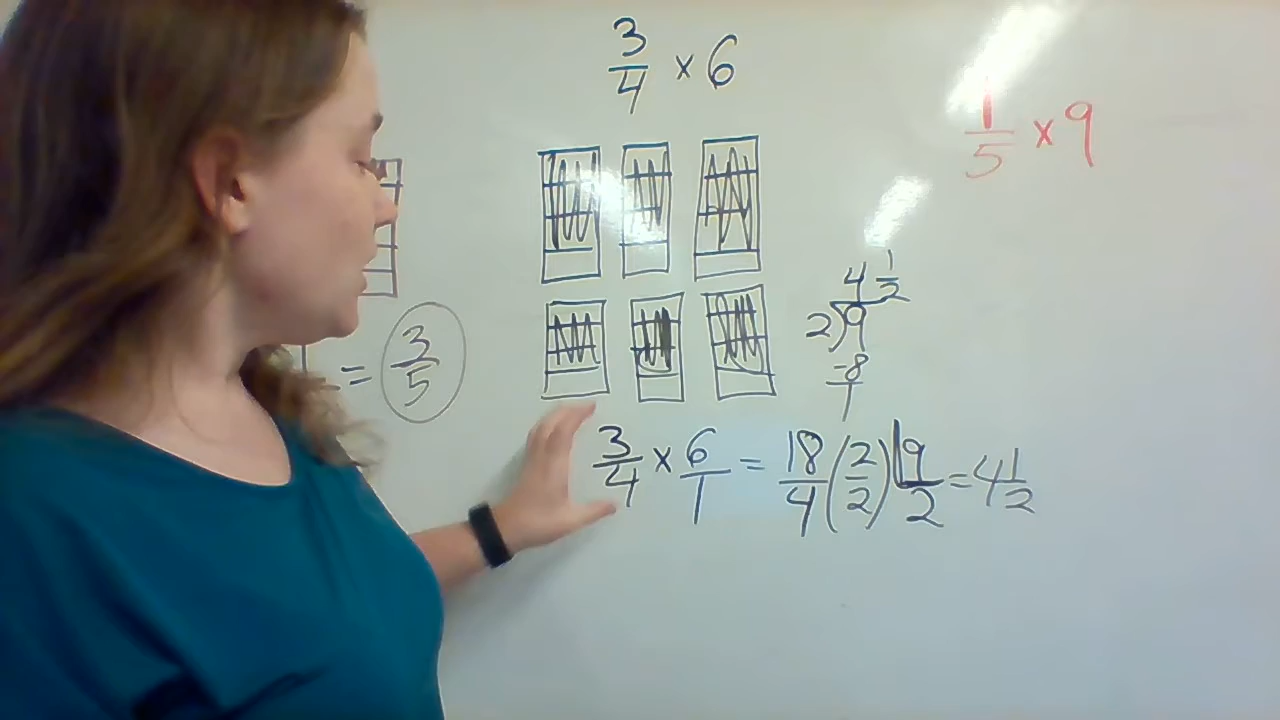 3/4 × 6
1/5 × 9
4 1/2
2)9
-8
1
= 3/5
3/4 × 6/1 = 18/4 (2/2) 9/2 = 4 1/2